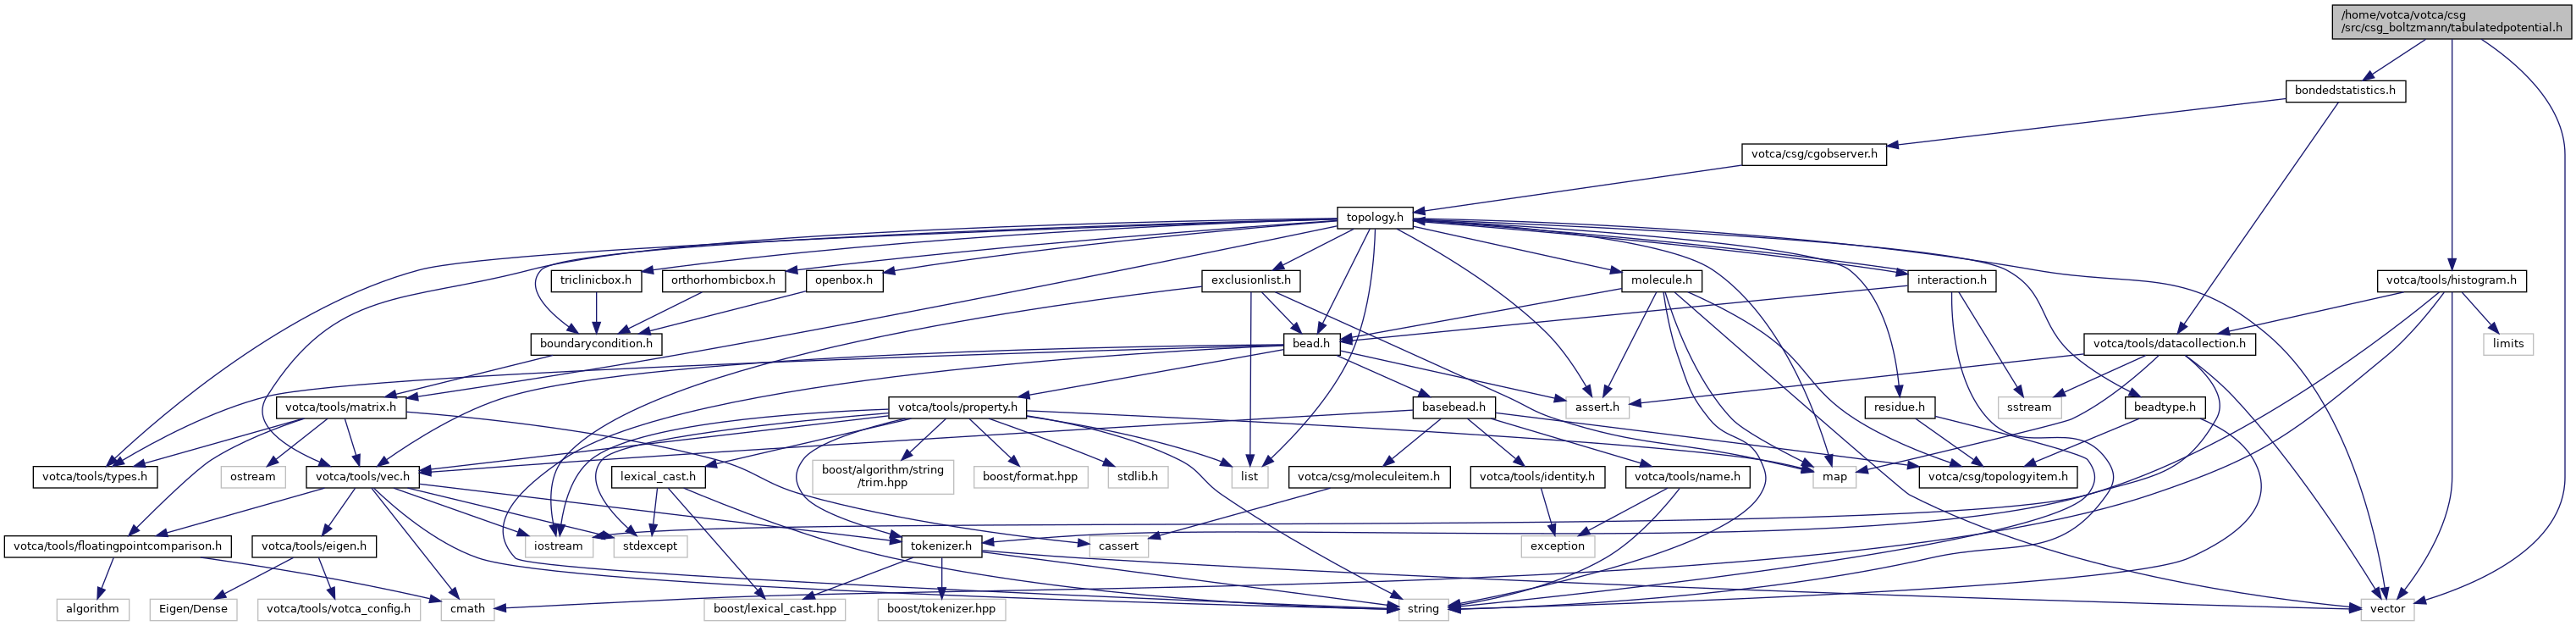 /home/votca/votca/csg
/src/csg_boltzmann/tabulatedpotential.h
bondedstatistics.h
votca/csg/cgobserver.h
topology.h
triclinicbox.h
orthorhombicbox.h
openbox.h
exclusionlist.h
molecule.h
interaction.h
votca/tools/histogram.h
boundarycondition.h
bead.h
votca/tools/datacollection.h
limits
votca/tools/matrix.h
votca/tools/property.h
basebead.h
assert.h
residue.h
sstream
beadtype.h
votca/tools/types.h
ostream
votca/tools/vec.h
lexical_cast.h
boost/algorithm/string
/trim.hpp
boost/format.hpp
stdlib.h
list
votca/csg/moleculeitem.h
votca/tools/identity.h
votca/tools/name.h
map
votca/csg/topologyitem.h
votca/tools/floatingpointcomparison.h
votca/tools/eigen.h
iostream
stdexcept
tokenizer.h
cassert
exception
algorithm
Eigen/Dense
votca/tools/votca_config.h
cmath
boost/lexical_cast.hpp
boost/tokenizer.hpp
string
vector